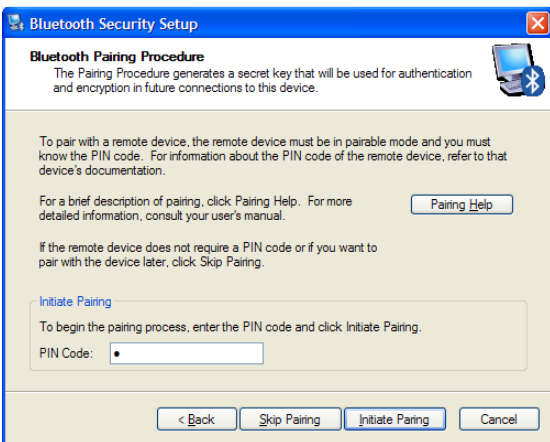 Bluetooth Security Setup
Bluetooth Pairing Procedure
The Pairing Procedure generates a secret key that will be used for authentication
and encryption in future connections to this device.
To pair with a remote device, the remote device must be in pairable mode and you must
know the PIN code. For information about the PIN code of the remote device, refer to that
device's documentation.
For a brief description of pairing, click Pairing Help. For more
detailed information, consult your user's manual.
Pairing Help
If the remote device does not require a PIN code or if you want to
pair with the device later, click Skip Pairing.
Initiate Pairing
To begin the pairing process, enter the PIN code and click Initiate Pairing.
PIN Code: •
< Back Skip Pairing Initiate Paring Cancel